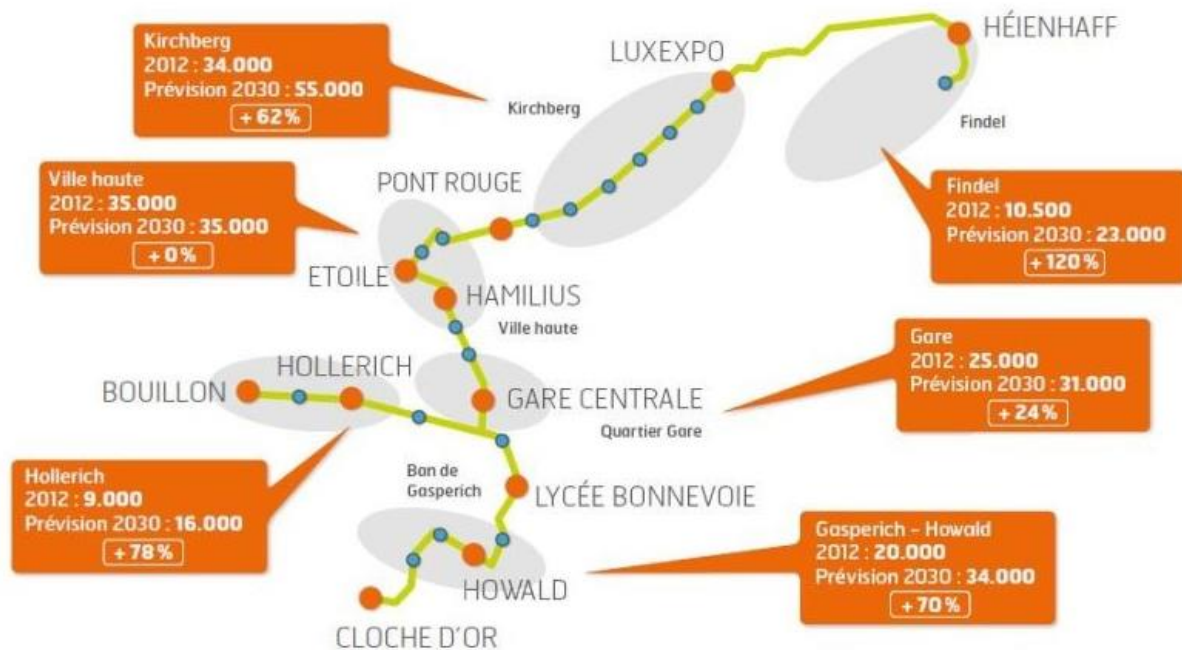 Kirchberg
2012 : 34.000
Prévision 2030 : 55.000
+ 62 %
LUXEXPO
HÉIENHAFF
Kirchberg
Findel
Ville haute
2012 : 35.000
Prévision 2030 : 35.000
+ 0 %
PONT ROUGE
Findel
2012 : 10.500
Prévision 2030 : 23.000
+ 120 %
ETOILE
HAMILIUS
Ville haute
HOLLERICH
BOUILLON
GARE CENTRALE
Quartier Gare
Gare
2012 : 25.000
Prévision 2030 : 31.000
+ 24 %
Hollerich
2012 : 9.000
Prévision 2030 : 16.000
+ 78 %
Ban de
Gasperich
LYCÉE BONNEVOIE
HOWALD
CLOCHE D'OR
Gasperich - Howald
2012 : 20.000
Prévision 2030 : 34.000
+ 70 %